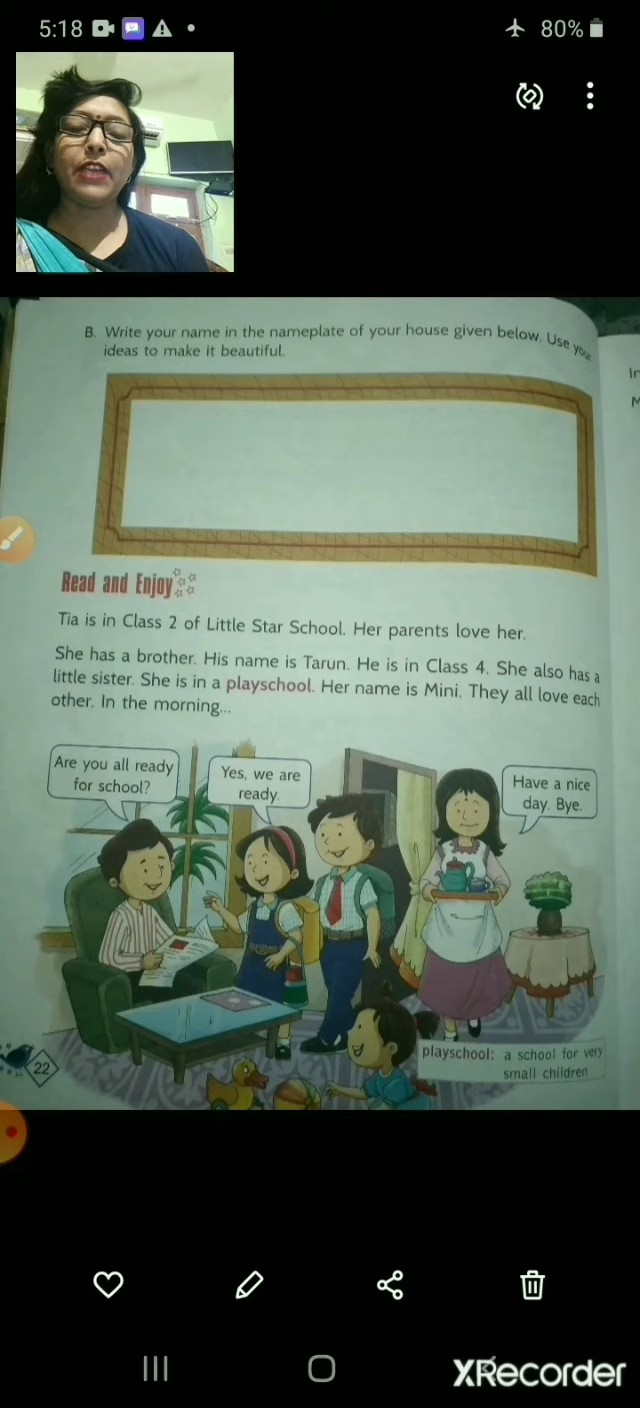 5:18
80%
B. Write your name in the nameplate of your house given below. Use your
ideas to make it beautiful.
Read and Enjoy
Tia is in Class 2 of Little Star School. Her parents love her.
She has a brother. His name is Tarun. He is in Class 4. She also has a
little sister. She is in a playschool. Her name is Mini. They all love each
other. In the morning...
Are you all ready
for school?
Yes, we are
ready.
Have a nice
day. Bye.
playschool: a school for very
small children
22
XRecorder